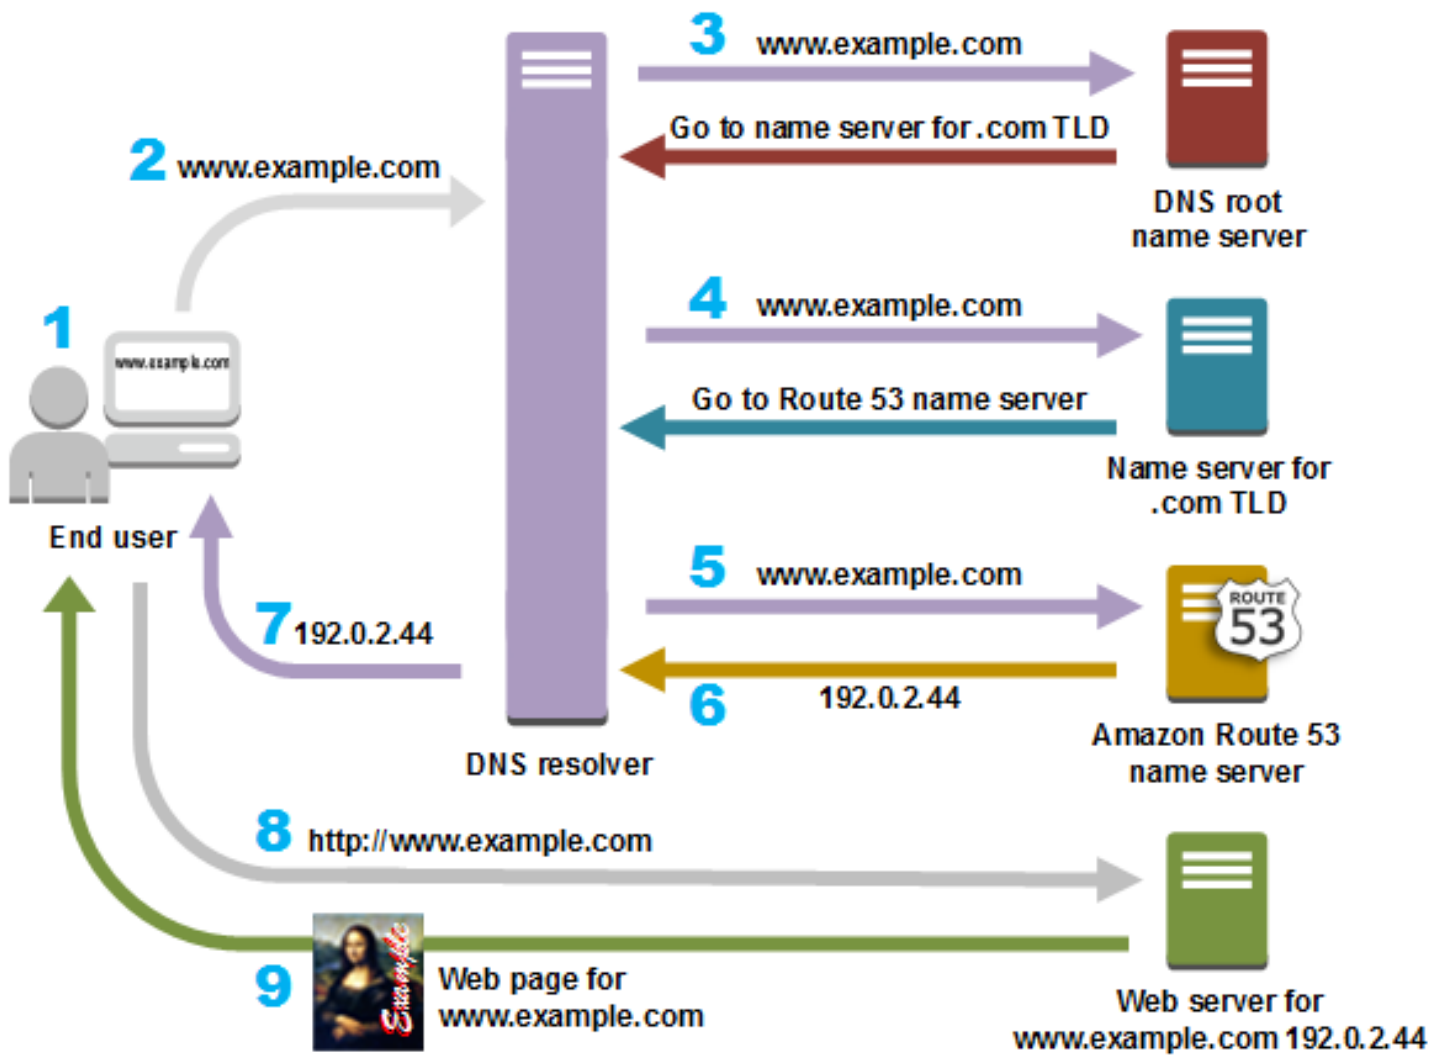 3 www.example.com
Go to name server for .com TLD
DNS root
name server
2 www.example.com
1
www.example.com
End user
4 www.example.com
Go to Route 53 name server
Name server for
.com TLD
5 www.example.com
ROUTE
53
6 192.0.2.44
Amazon Route 53
name server
7 192.0.2.44
DNS resolver
8 http://www.example.com
9
Example
Web page for
www.example.com
Web server for
www.example.com 192.0.2.44